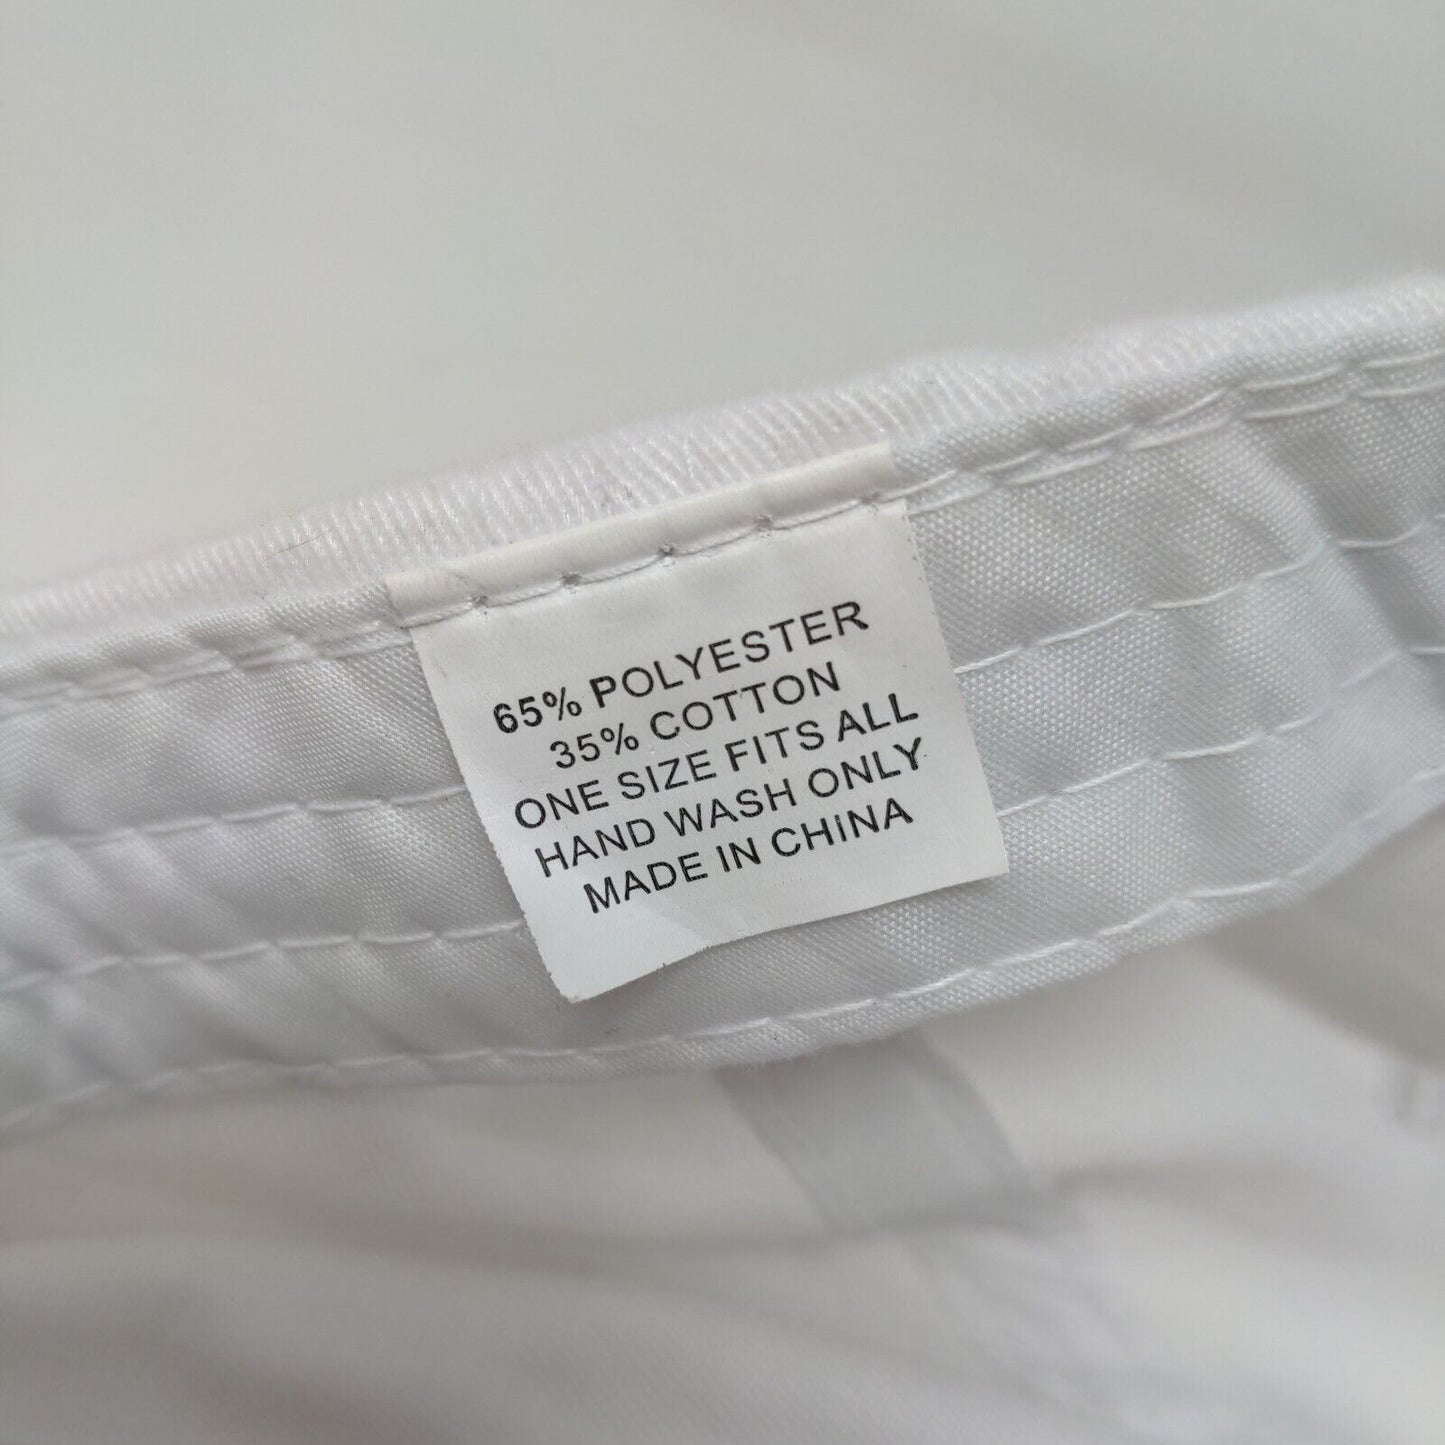 65% POLYESTER
35% COTTON
ONE SIZE FITS ALL
HAND WASH ONLY
MADE IN CHINA